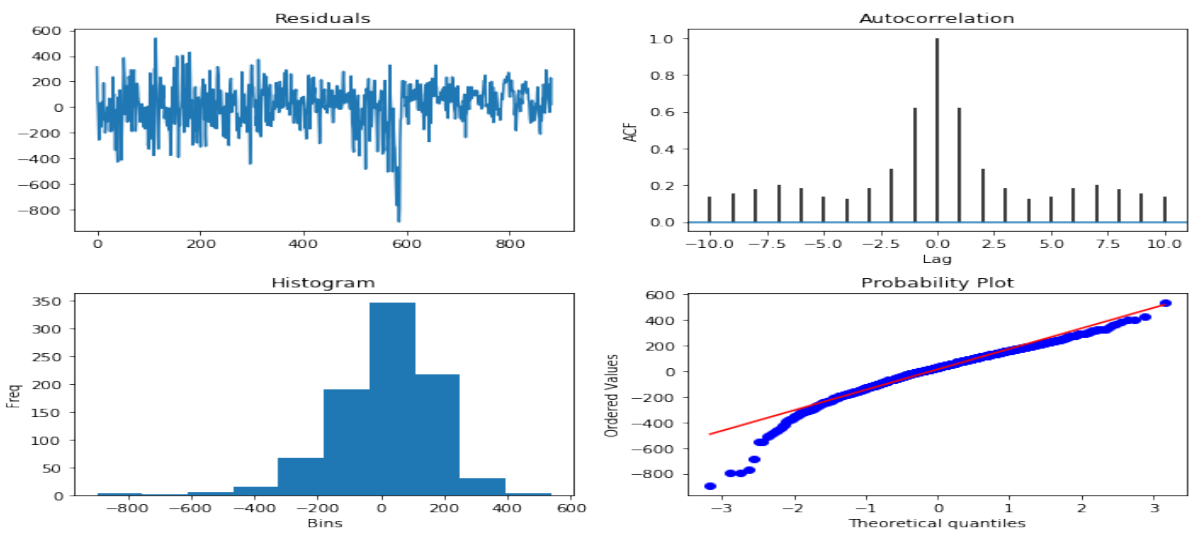 Residuals
600
400
200
0
−200
−400
−600
−800
0 200 400 600 800
Autocorrelation
ACF
1.0
0.8
0.6
0.4
0.2
0.0
−10.0 −7.5 −5.0 −2.5 0.0 2.5 5.0 7.5 10.0
Lag
Histogram
Freq
350
300
250
200
150
100
50
0
−800 −600 −400 −200 0 200 400 600
Bins
Probability Plot
Ordered Values
600
400
200
0
−200
−400
−600
−800
−3 −2 −1 0 1 2 3
Theoretical quantiles